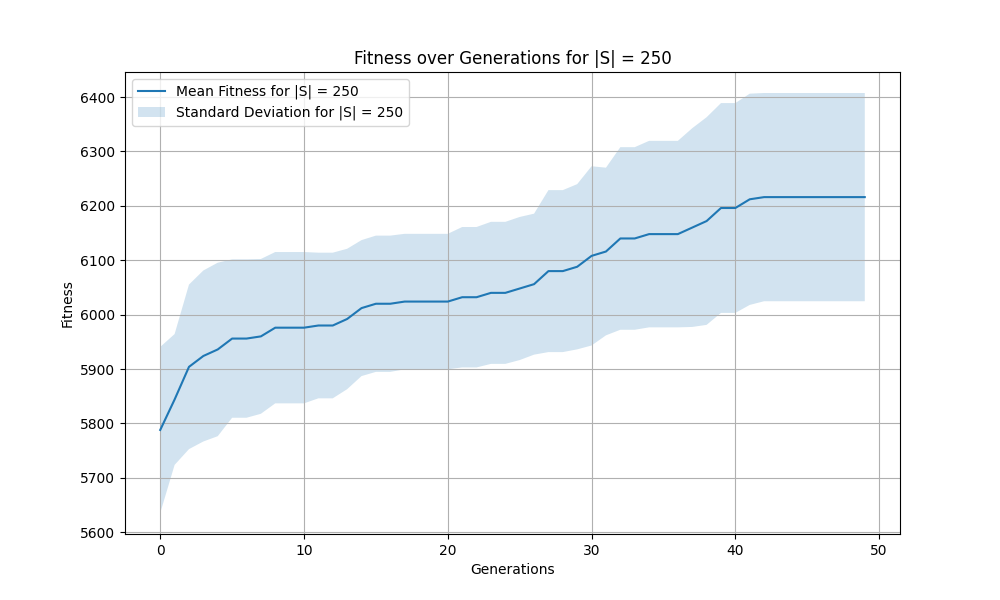 Fitness over Generations for |S| = 250
Mean Fitness for |S| = 250
Standard Deviation for |S| = 250
Fitness
6400
6300
6200
6100
6000
5900
5800
5700
5600
0 10 20 30 40 50
Generations